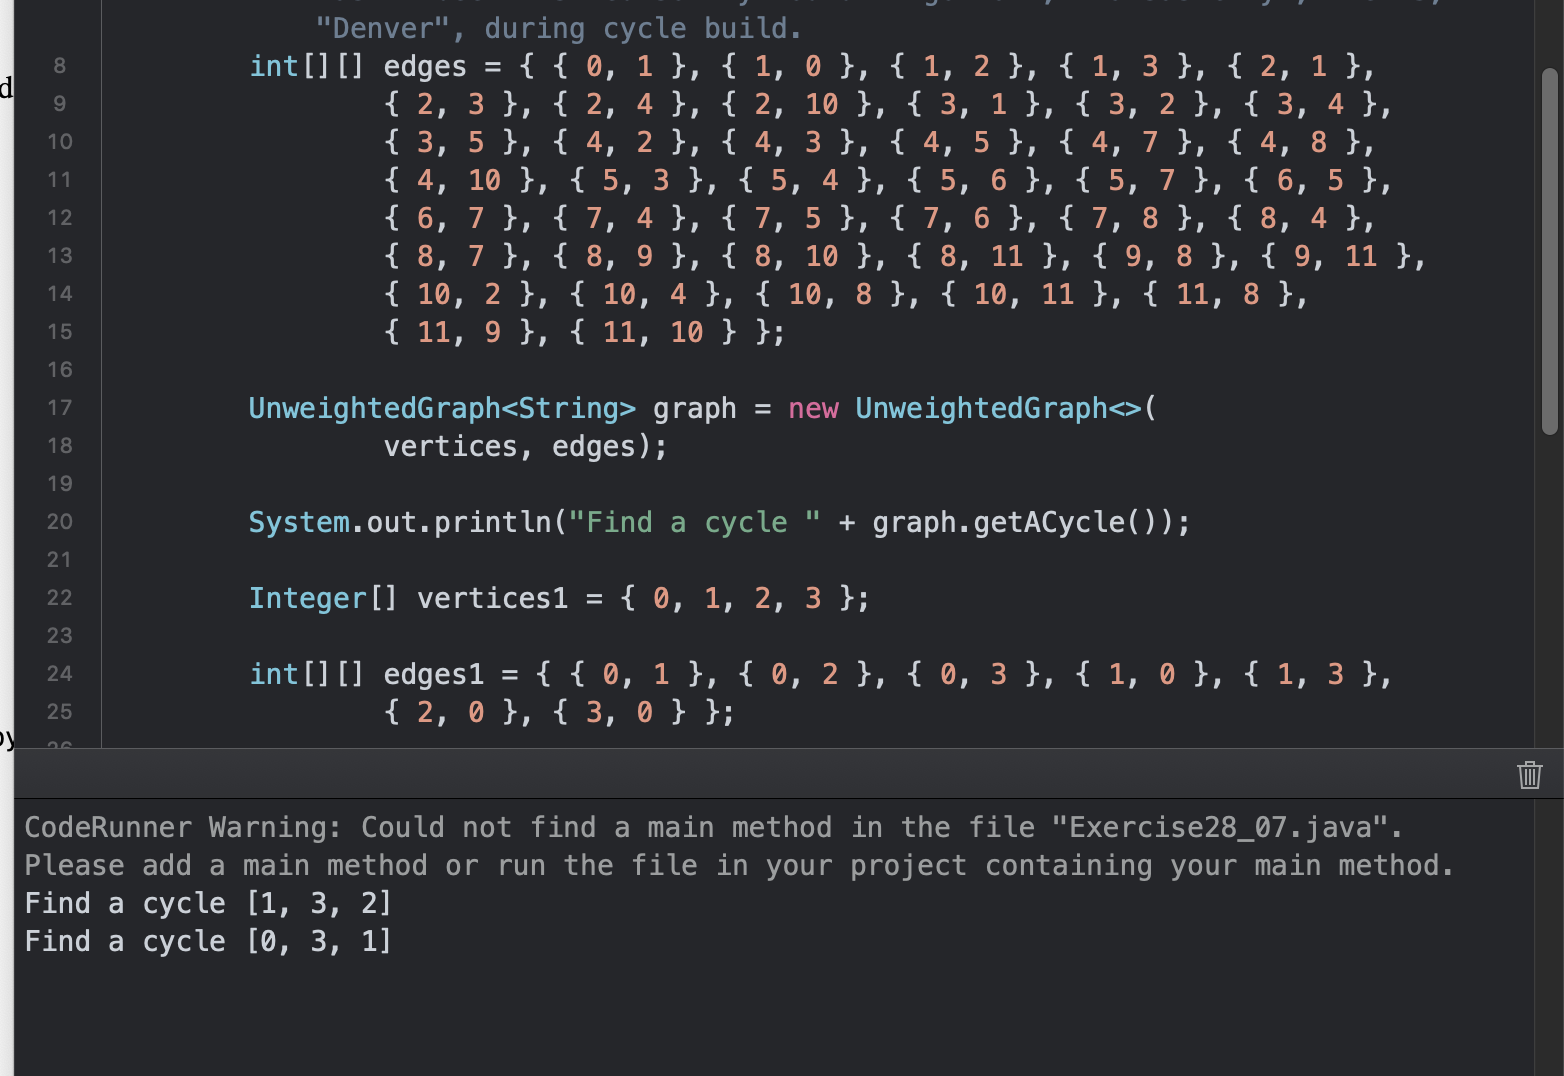 "Denver", during cycle build.
8 int[][] edges = { { 0, 1 }, { 1, 0 }, { 1, 2 }, { 1, 3 }, { 2, 1 },
9 { 2, 3 }, { 2, 4 }, { 2, 10 }, { 3, 1 }, { 3, 2 }, { 3, 4 },
10 { 3, 5 }, { 4, 2 }, { 4, 3 }, { 4, 5 }, { 4, 7 }, { 4, 8 },
11 { 4, 10 }, { 5, 3 }, { 5, 4 }, { 5, 6 }, { 5, 7 }, { 6, 5 },
12 { 6, 7 }, { 7, 4 }, { 7, 5 }, { 7, 6 }, { 7, 8 }, { 8, 4 },
13 { 8, 7 }, { 8, 9 }, { 8, 10 }, { 8, 11 }, { 9, 8 }, { 9, 11 },
14 { 10, 2 }, { 10, 4 }, { 10, 8 }, { 10, 11 }, { 11, 8 },
15 { 11, 9 }, { 11, 10 } };
16
17 UnweightedGraph<String> graph = new UnweightedGraph<>(
18 vertices, edges);
19
20 System.out.println("Find a cycle " + graph.getACycle());
21
22 Integer[] vertices1 = { 0, 1, 2, 3 };
23
24 int[][] edges1 = { { 0, 1 }, { 0, 2 }, { 0, 3 }, { 1, 0 }, { 1, 3 },
25 { 2, 0 }, { 3, 0 } };
26
CodeRunner Warning: Could not find a main method in the file "Exercise28_07.java".
Please add a main method or run the file in your project containing your main method.
Find a cycle [1, 3, 2]
Find a cycle [0, 3, 1]